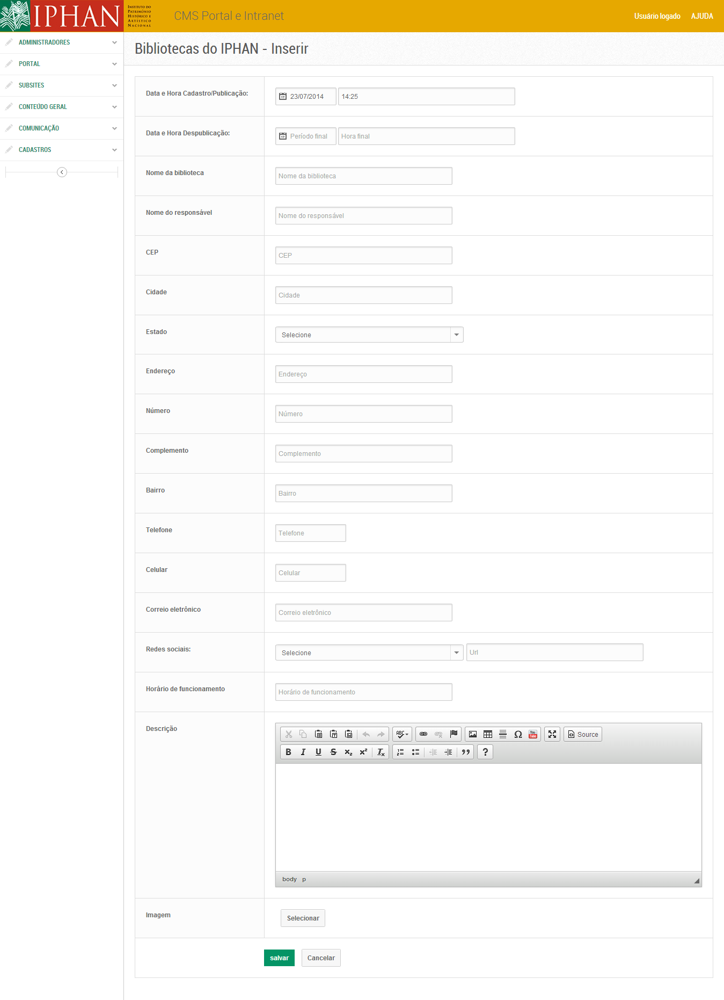 IPHAN
INSTITUTO DO
PATRIMÔNIO
HISTÓRICO E
ARTÍSTICO
NACIONAL
CMS Portal e Intranet
Usuário logado
AJUDA
ADMINISTRADORES
PORTAL
SUBSITES
CONTEÚDO GERAL
COMUNICAÇÃO
CADASTROS
Bibliotecas do IPHAN - Inserir
Data e Hora Cadastro/Publicação: 23/07/2014 14:25
Data e Hora Despublicação: Período final Hora final
Nome da biblioteca Nome da biblioteca
Nome do responsável Nome do responsável
CEP CEP
Cidade Cidade
Estado Selecione
Endereço Endereço
Número Número
Complemento Complemento
Bairro Bairro
Telefone Telefone
Celular Celular
Correio eletrônico Correio eletrônico
Redes sociais: Selecione Url
Horário de funcionamento Horário de funcionamento
Descrição
ABC Ω You Tube Source
B I U S x2 x2 Tx ?
body p
Imagem Selecionar
salvar Cancelar